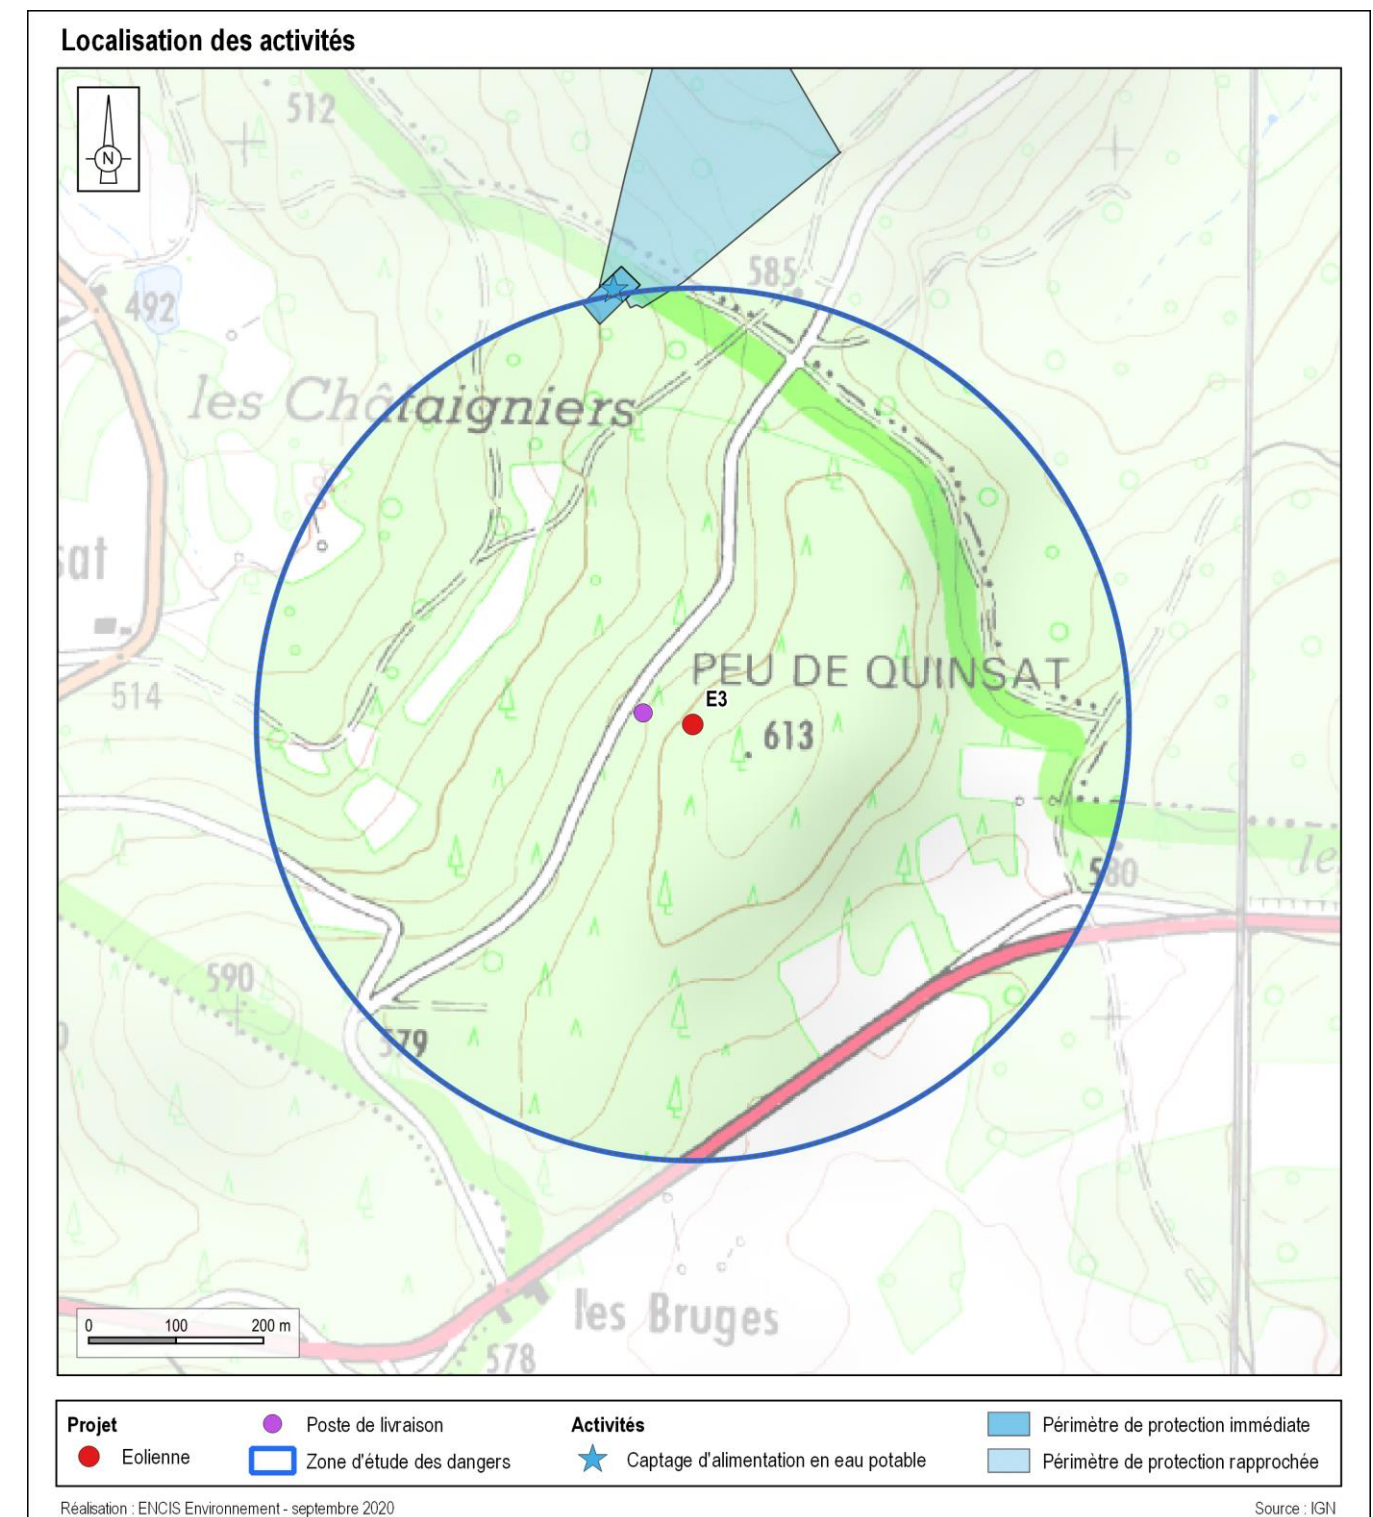 Localisation des activités
N
512
585
492
les Châtaigniers
sat
514
PEU DE QUINSAT
E3
613
580
le
590
579
0 100 200 m
les Bruges
578
Projet
Poste de livraison
Activités
Périmètre de protection immédiate
Eolienne
Zone d'étude des dangers
Captage d'alimentation en eau potable
Périmètre de protection rapprochée
Réalisation : ENCIS Environnement - septembre 2020
Source : IGN